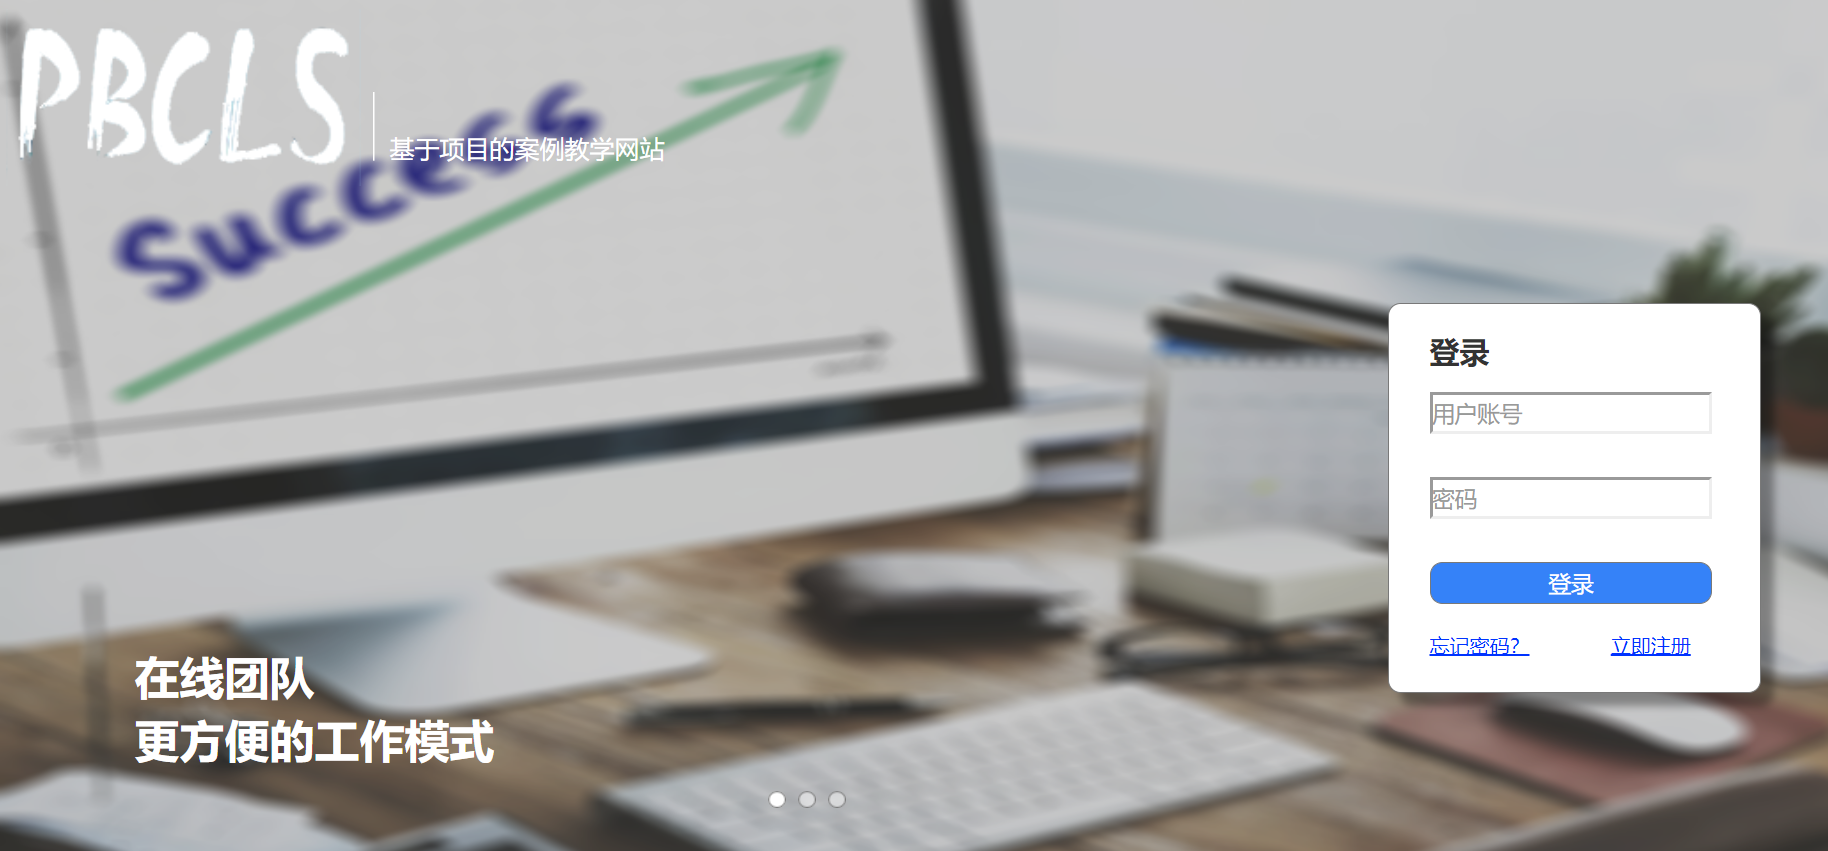 PBCLS
基于项目的案例教学网站
Success
登录
用户账号
密码
登录
忘记密码？
立即注册
在线团队
更方便的工作模式